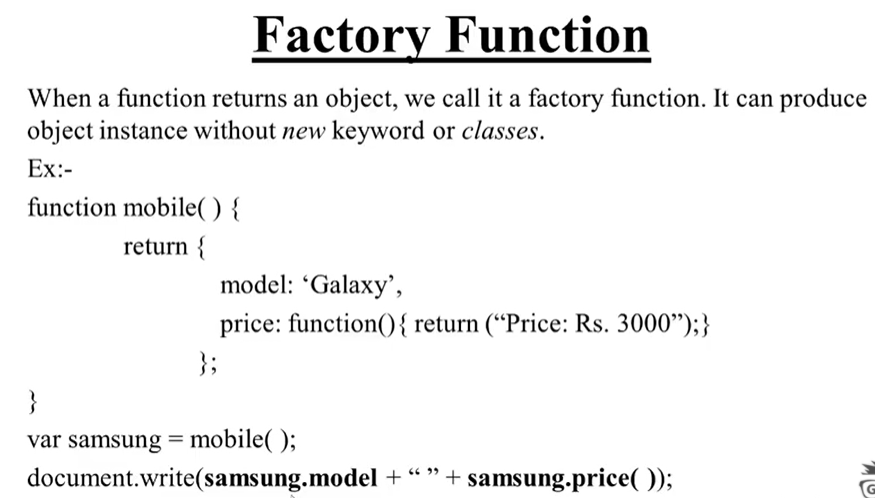 Factory Function
When a function returns an object, we call it a factory function. It can produce
object instance without new keyword or classes.
Ex:-
function mobile( ) {
return {
model: ‘Galaxy’,
price: function(){ return (“Price: Rs. 3000”);}
};
}
var samsung = mobile( );
document.write(samsung.model + “ ” + samsung.price( ));